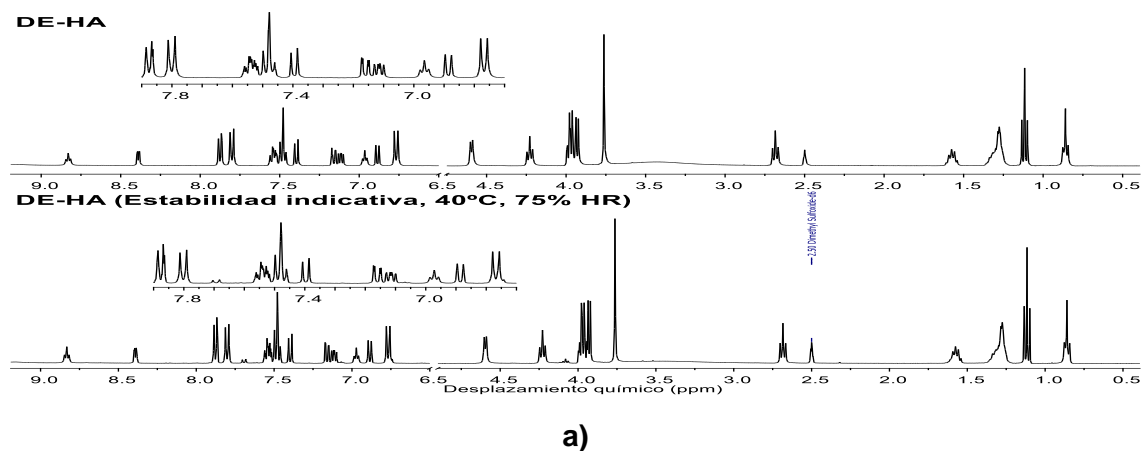 DE-HA
7.8 7.4 7.0
9.0 8.5 8.0 7.5 7.0 6.5 4.5 4.0 3.5 3.0 2.5 2.0 1.5 1.0 0.5
DE-HA (Estabilidad indicativa, 40ºC, 75% HR)
2.50 Dimethyl Sulfoxide-d6
7.8 7.4 7.0
9.0 8.5 8.0 7.5 7.0 6.5 4.5 4.0 3.5 3.0 2.5 2.0 1.5 1.0 0.5
Desplazamiento químico (ppm)
a)